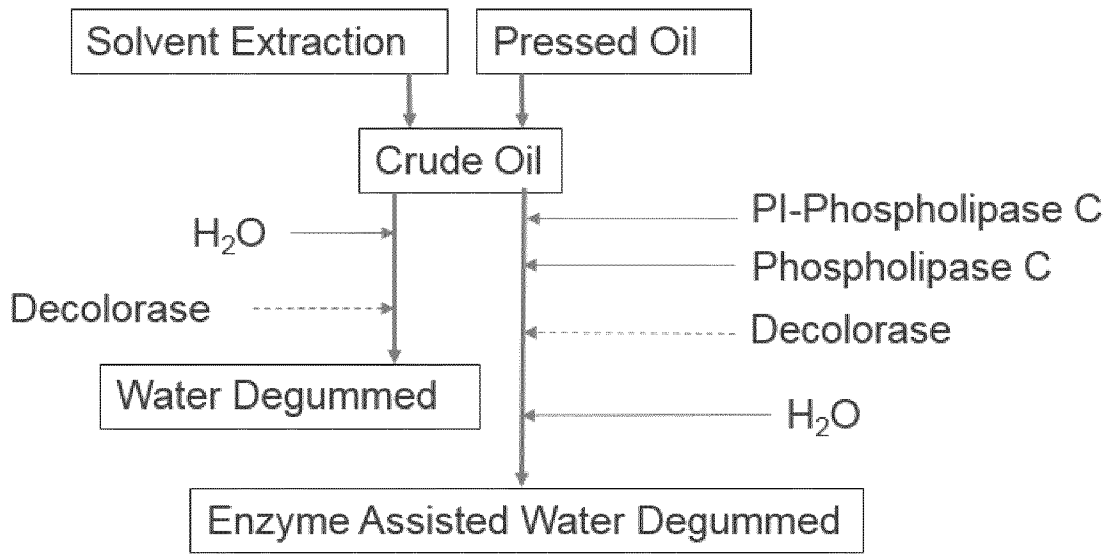 Solvent Extraction
Pressed Oil
Crude Oil
H₂O
PI-Phospholipase C
Phospholipase C
Decolorase
Decolorase
Water Degummed
H₂O
Enzyme Assisted Water Degummed